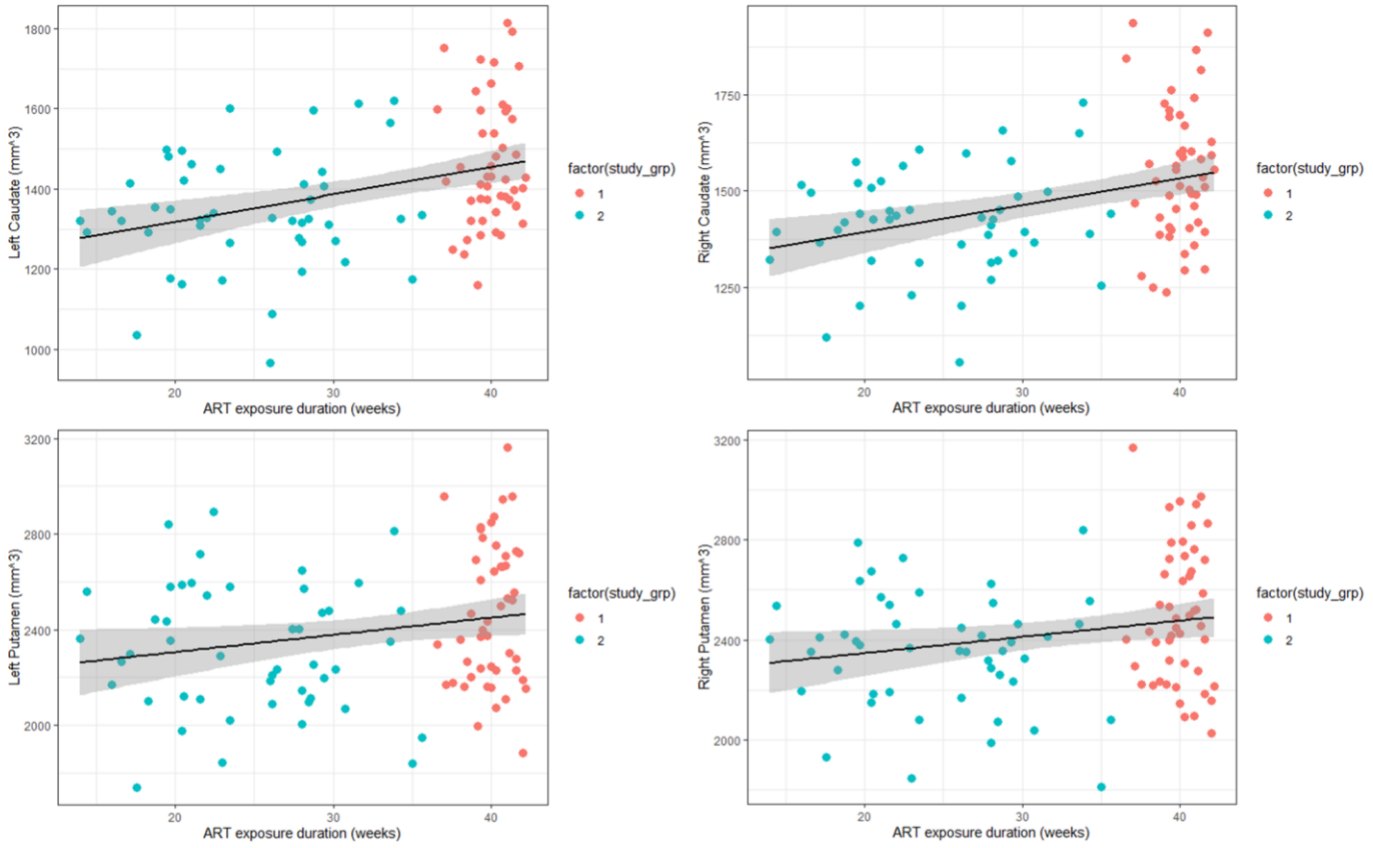 1800
1600
1400
1200
1000
Left Caudate (mm^3)
20 30 40
ART exposure duration (weeks)
factor(study_grp)
1
2
1750
1500
1250
Right Caudate (mm^3)
20 30 40
ART exposure duration (weeks)
factor(study_grp)
1
2
3200
2800
2400
2000
Left Putamen (mm^3)
20 30 40
ART exposure duration (weeks)
factor(study_grp)
1
2
3200
2800
2400
2000
Right Putamen (mm^3)
20 30 40
ART exposure duration (weeks)
factor(study_grp)
1
2